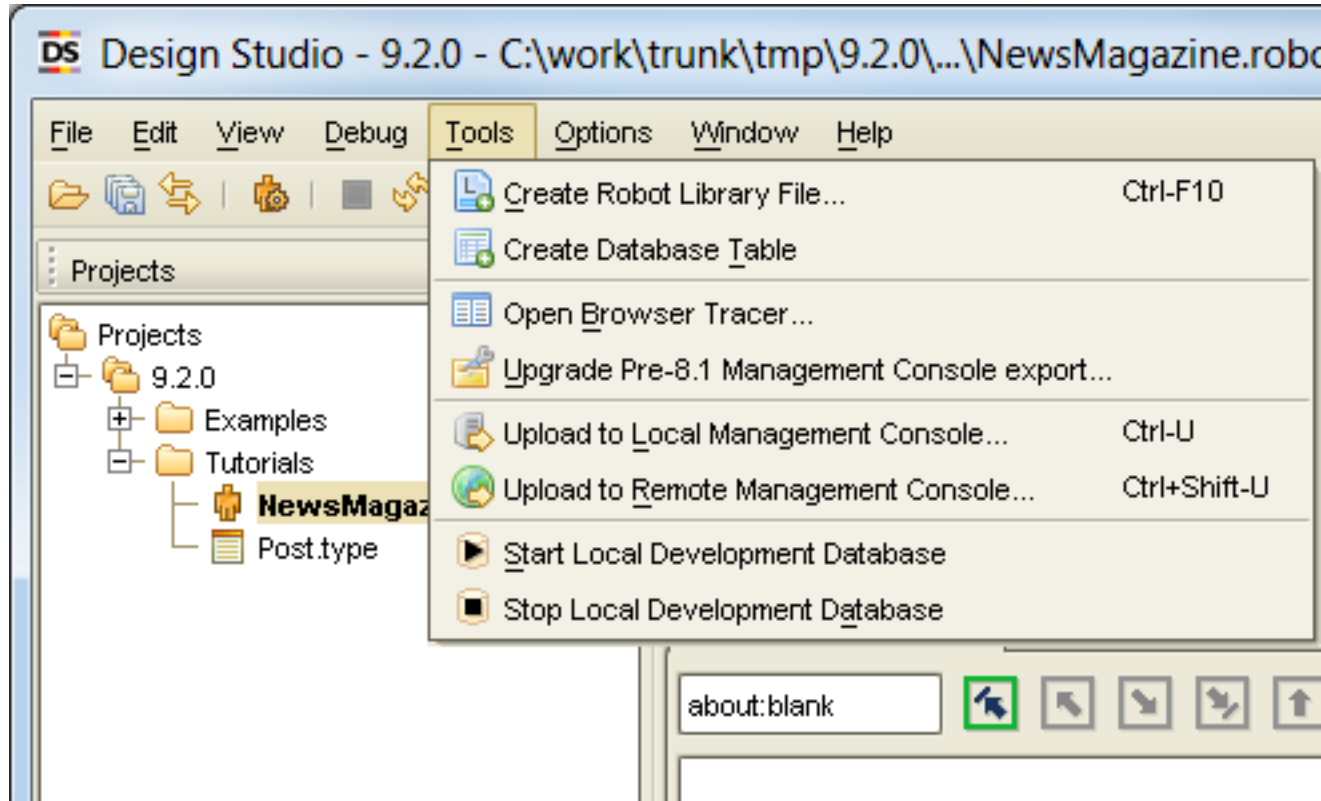 DS Design Studio - 9.2.0 - C:\work\trunk\tmp\9.2.0\...\NewsMagazine.robo
File Edit View Debug Tools Options Window Help
Create Robot Library File... Ctrl-F10
Create Database Table
Open Browser Tracer...
Upgrade Pre-8.1 Management Console export...
Upload to Local Management Console... Ctrl-U
Upload to Remote Management Console... Ctrl+Shift-U
Start Local Development Database
Stop Local Development Database
Projects
Projects
9.2.0
Examples
Tutorials
NewsMagaz
Post.type
about:blank